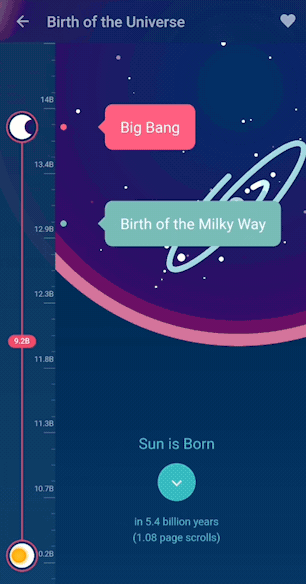 Birth of the Universe
14B
Big Bang
13.4B
Birth of the Milky Way
12.9B
12.3B
9.2B
11.8B
11.3B
Sun is Born
10.7B
in 5.4 billion years
(1.08 page scrolls)
0.2B